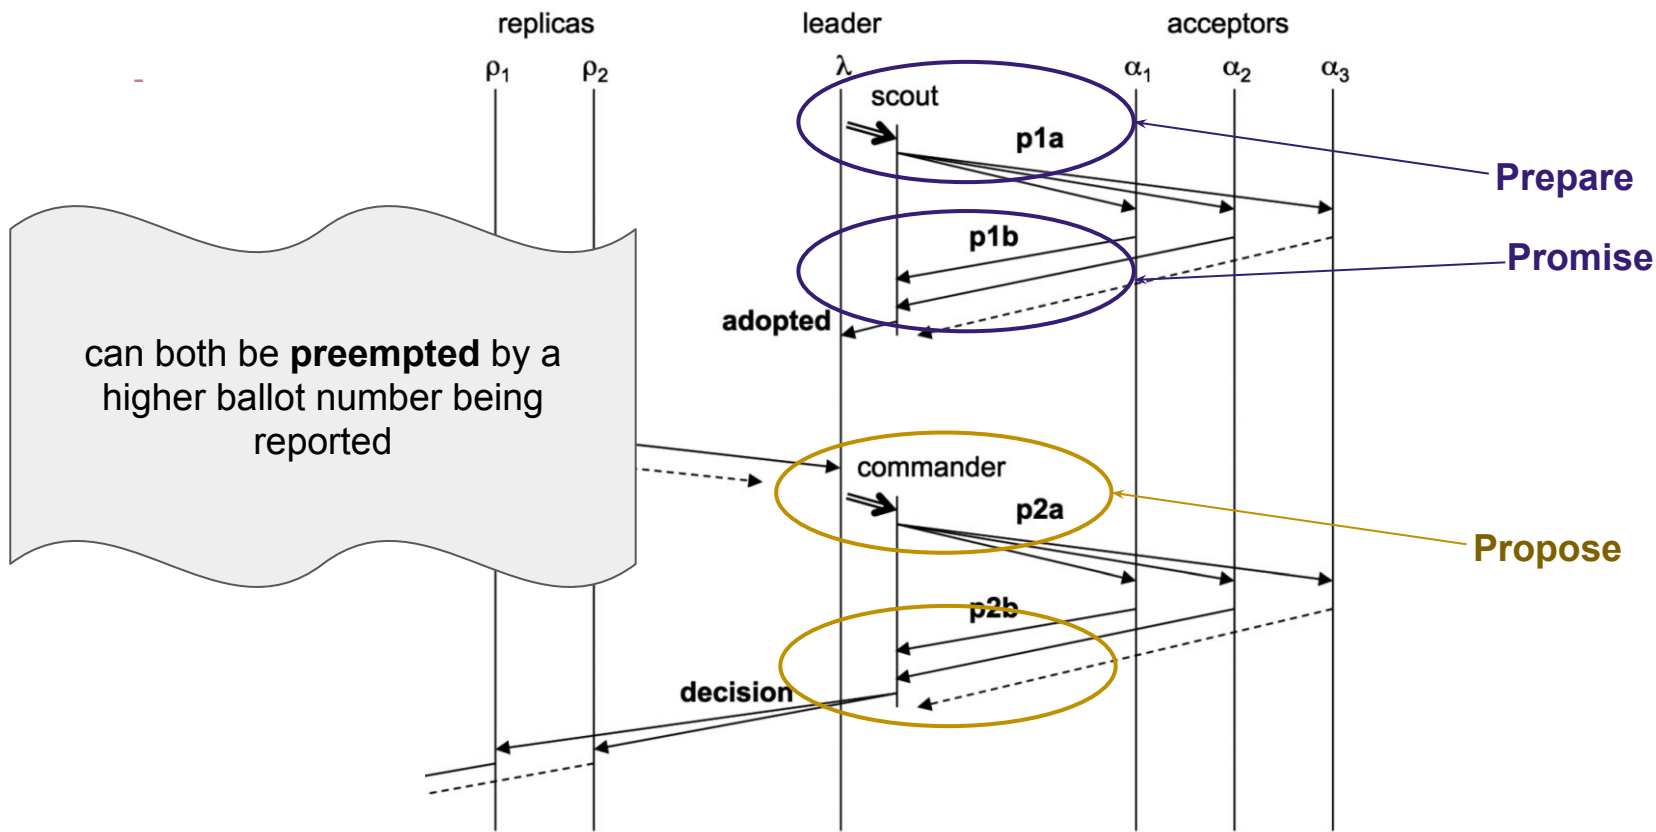 replicas leader acceptors
ρ1 ρ2 λ α1 α2 α3
scout
p1a
Prepare
p1b
Promise
adopted
can both be preempted by a
higher ballot number being
reported
commander
p2a
Propose
p2b
decision